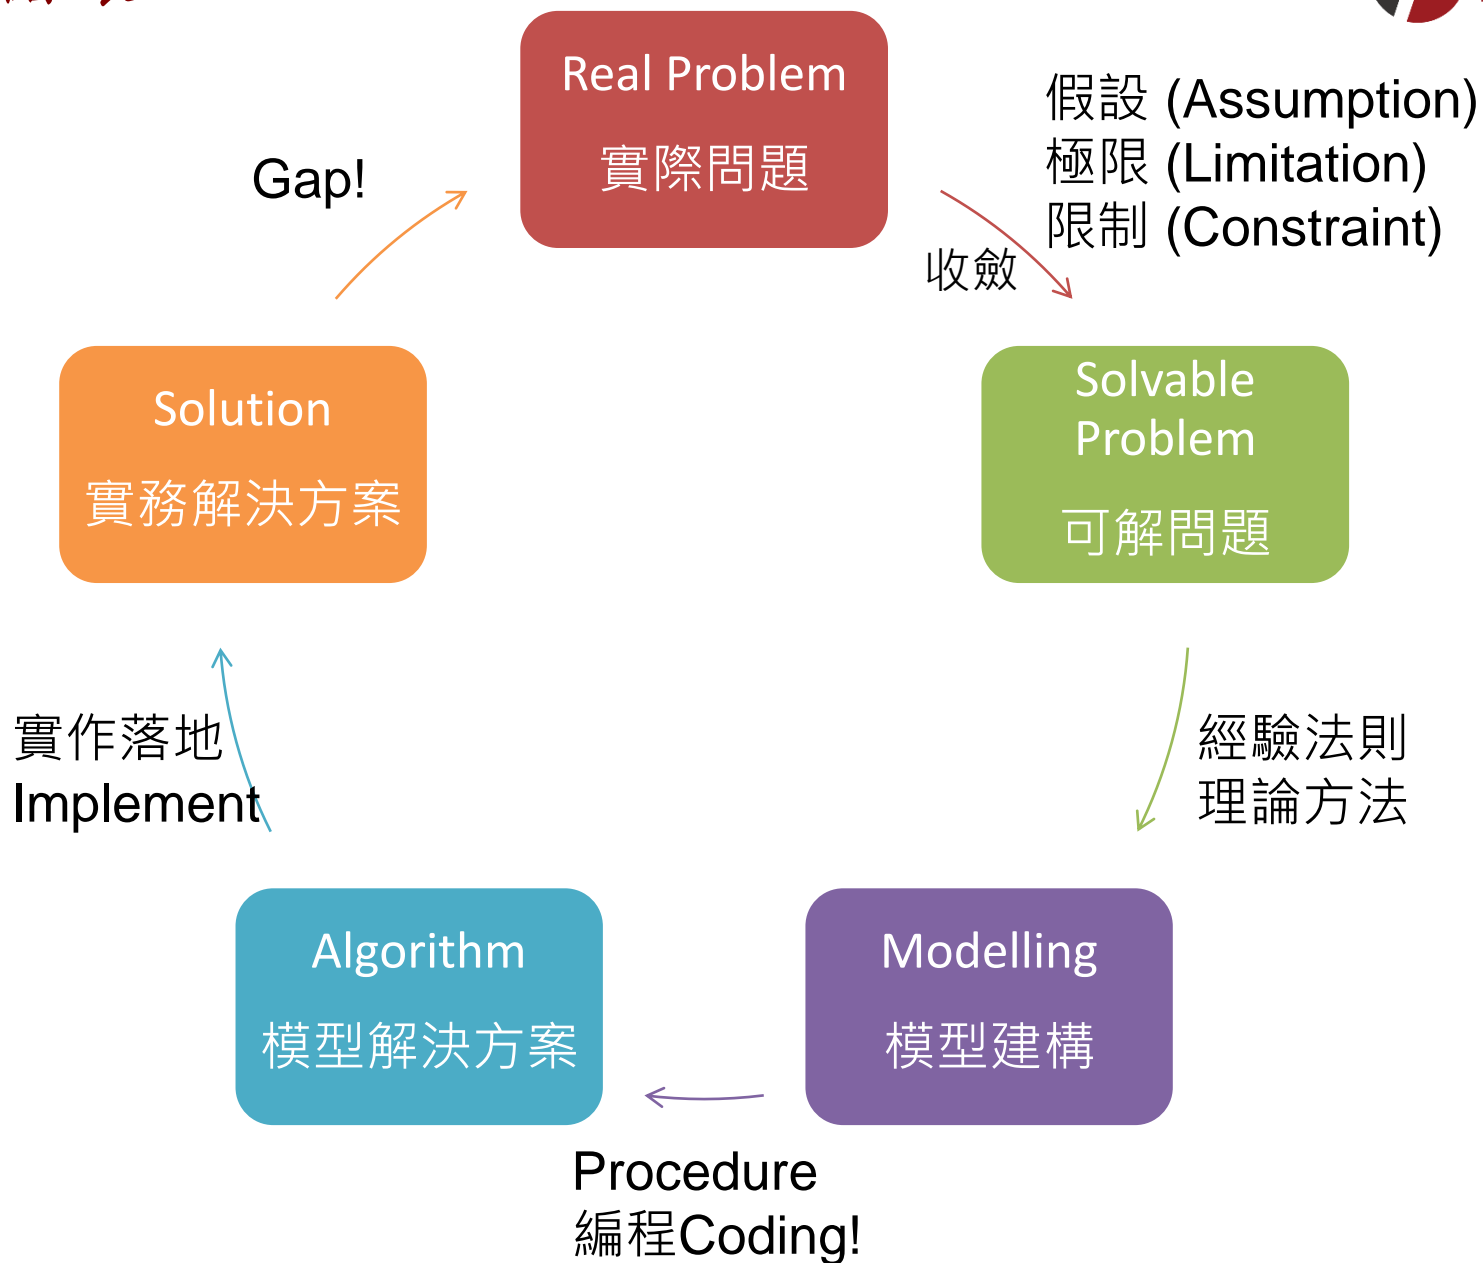 Real Problem
實際問題
假設 (Assumption)
極限 (Limitation)
限制 (Constraint)
收斂
Solvable
Problem
可解問題
經驗法則
理論方法
Modelling
模型建構
Procedure
編程Coding!
Algorithm
模型解決方案
實作落地
Implement
Solution
實務解決方案
Gap!